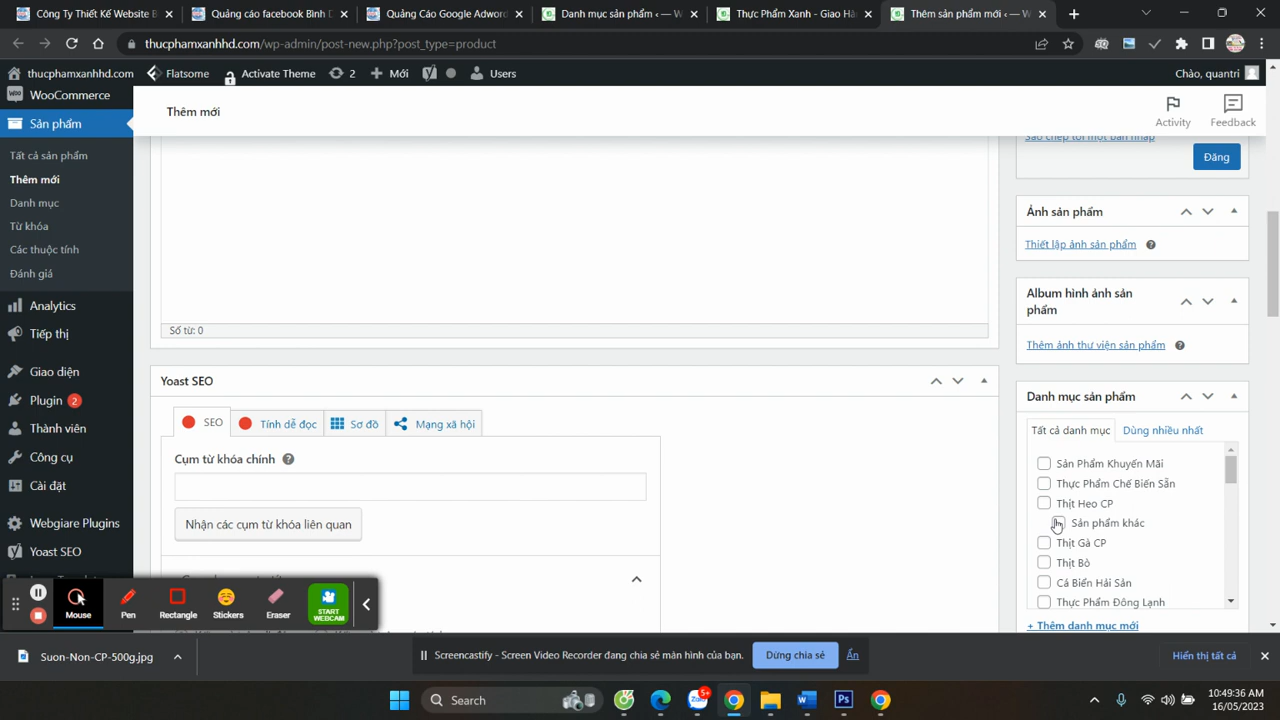 Công Ty Thiết Kế Website B
Quảng cáo facebook Bình D
Quảng Cáo Google Adword
Danh mục sản phẩm ‹ — W
Thực Phẩm Xanh - Giao Hà
Thêm sản phẩm mới ‹ — W
thucphamxanhhd.com/wp-admin/post-new.php?post_type=product
thucphamxanhhd.com
Flatsome
Activate Theme
2
Mới
Users
Chào, quantri
WooCommerce
Sản phẩm
Tất cả sản phẩm
Thêm mới
Danh mục
Từ khóa
Các thuộc tính
Đánh giá
Analytics
Tiếp thị
Giao diện
Plugin 2
Thành viên
Công cụ
Cài đặt
Webgiare Plugins
Yoast SEO
Thêm mới
Activity
Feedback
Sao chép tới một bản nháp
Đăng
Ảnh sản phẩm
Thiết lập ảnh sản phẩm
Album hình ảnh sản
phẩm
Thêm ảnh thư viện sản phẩm
Danh mục sản phẩm
Tất cả danh mục
Dùng nhiều nhất
Sản Phẩm Khuyến Mãi
Thực Phẩm Chế Biến Sẵn
Thịt Heo CP
Sản phẩm khác
Thịt Gà CP
Thịt Bò
Cá Biển Hải Sản
Thực Phẩm Đông Lạnh
+ Thêm danh mục mới
Số từ: 0
Yoast SEO
SEO
Tính dễ đọc
Sơ đồ
Mạng xã hội
Cụm từ khóa chính
Nhận các cụm từ khóa liên quan
Mouse
Pen
Rectangle
Stickers
Eraser
START
WEBCAM
Suon-Non-CP-500g.jpg
Screencastify - Screen Video Recorder đang chia sẻ màn hình của bạn.
Dừng chia sẻ
Ẩn
Hiển thị tất cả
Search
5+
10:49:36 AM
16/05/2023